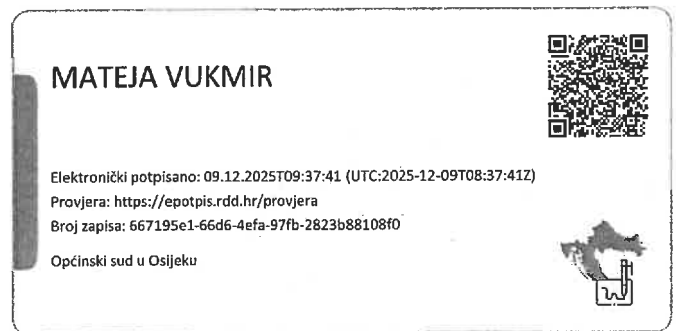 MATEJA VUKMIR
Elektronički potpisano: 09.12.2025T09:37:41 (UTC:2025-12-09T08:37:41Z)
Provjera: https://epotpis.rdd.hr/provjera
Broj zapisa: 667195e1-66d6-4efa-97fb-2823b88108f0
Općinski sud u Osijeku